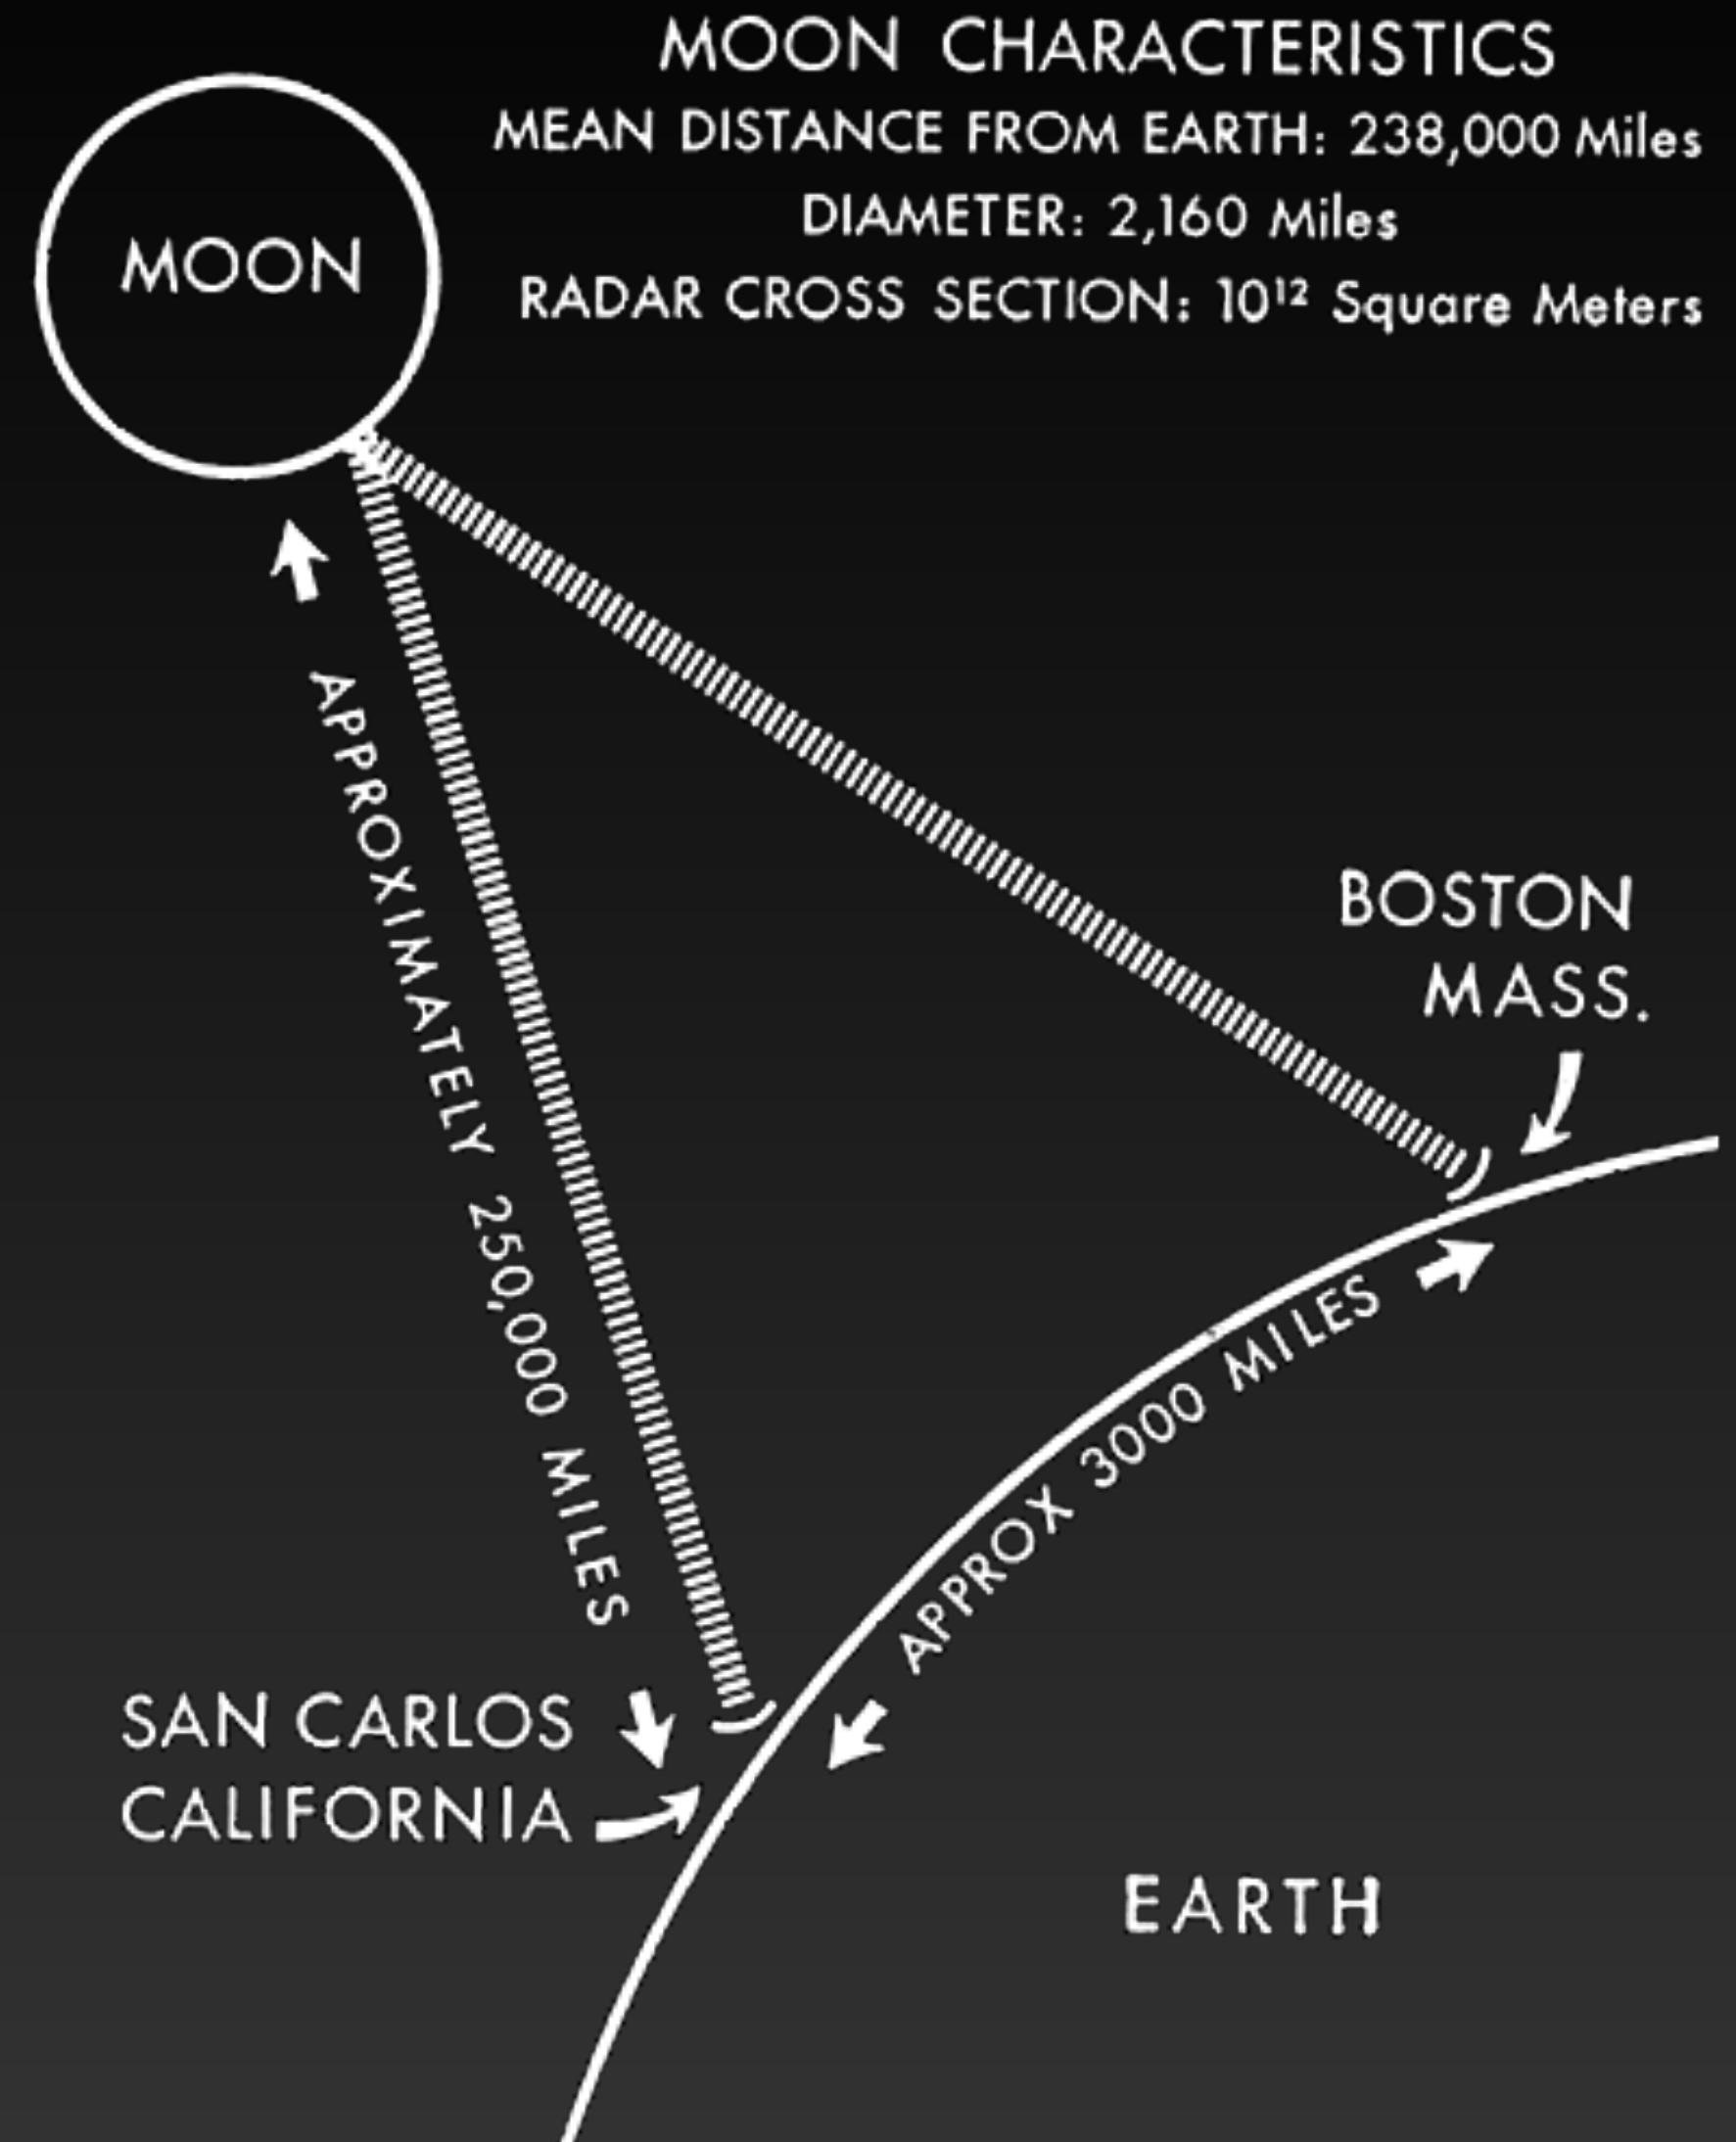 MOON CHARACTERISTICS
MEAN DISTANCE FROM EARTH: 238,000 Miles
DIAMETER: 2,160 Miles
RADAR CROSS SECTION: 10¹² Square Meters
MOON
APPROXIMATELY 250,000 MILES
BOSTON
MASS.
APPROX 3000 MILES
SAN CARLOS
CALIFORNIA
EARTH